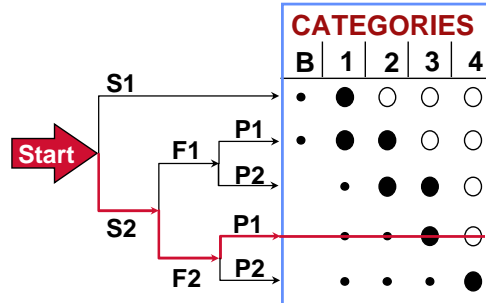 CATEGORIES
B 1 2 3 4
S1
F1 P1
Start
P2
S2
P1
F2 P2